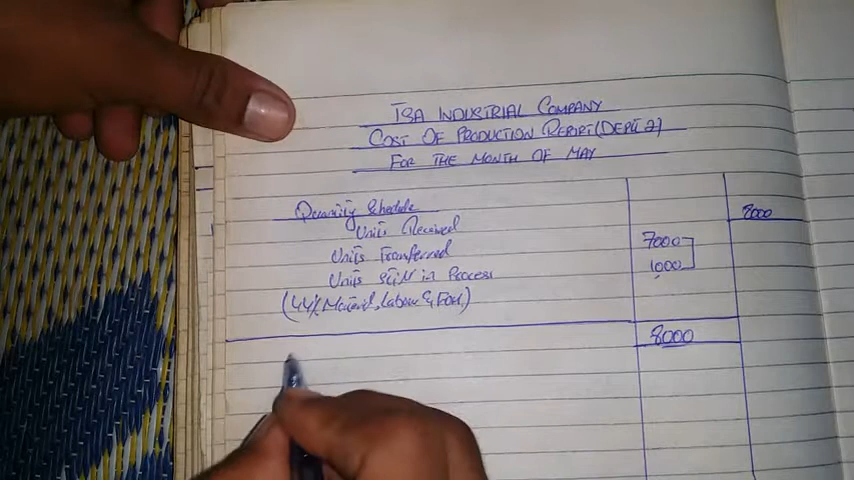 ISA INDUSTRIAL COMPANY
COST OF PRODUCTION REPORT (DEPT. 2)
FOR THE MONTH OF MAY
Quantity Schedule
Units Received 8000
Units Transferred 7000
Units Still in Process 1000
(44% Material, Labour & FOH)
8000